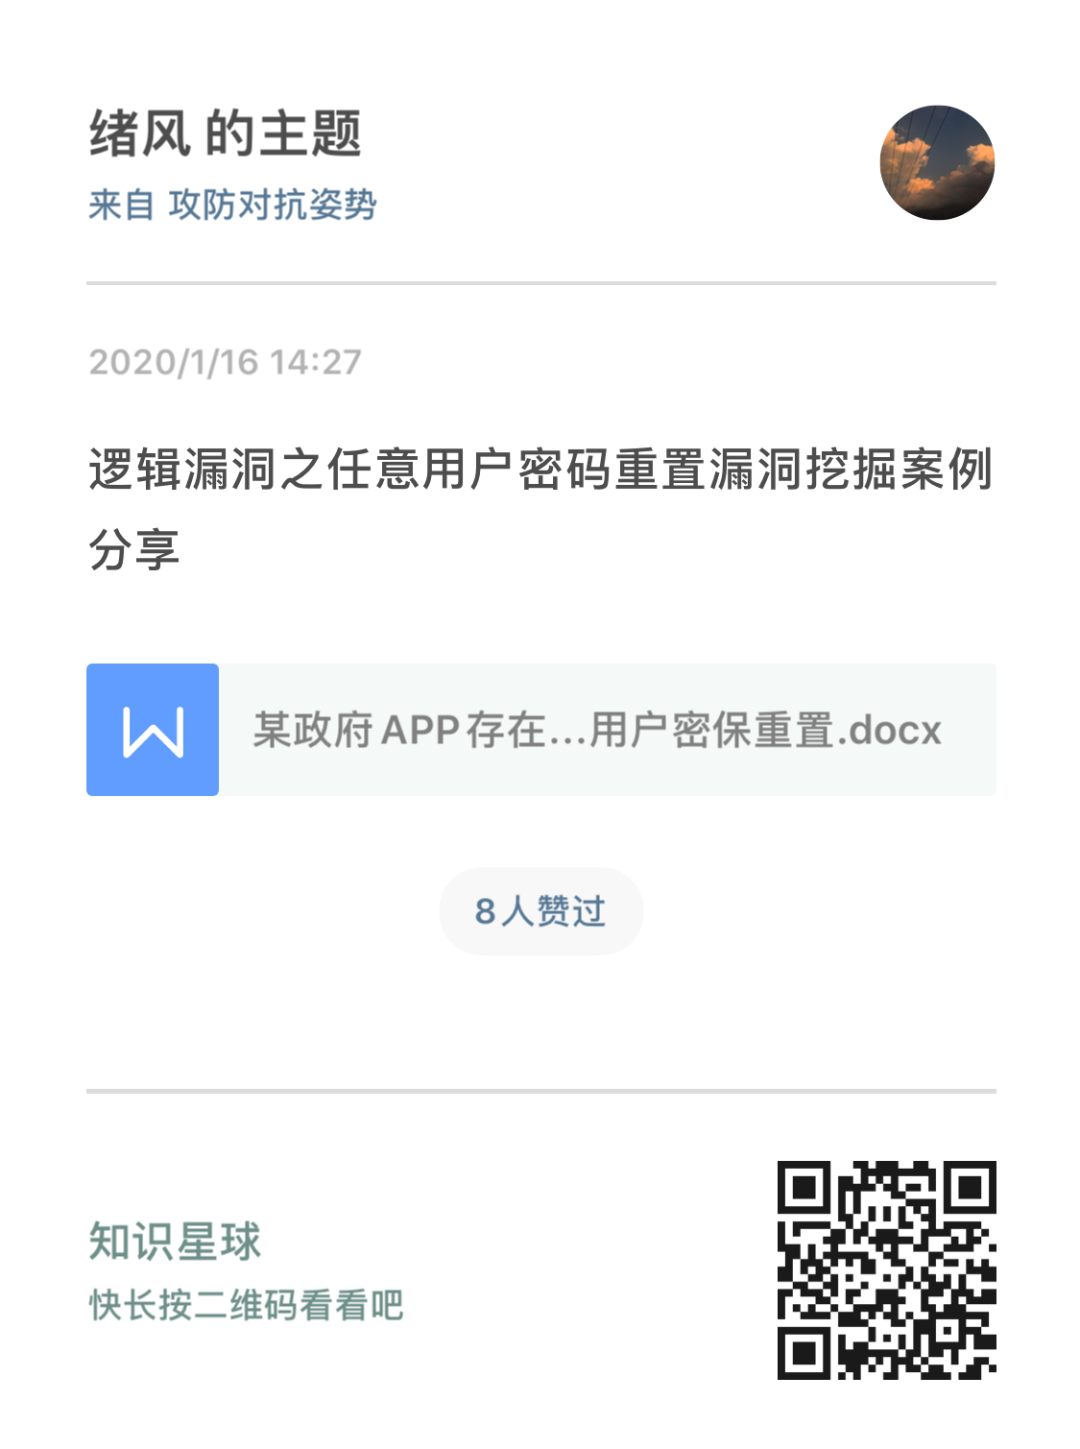 绪风 的主题
来自 攻防对抗姿势
2020/1/16 14:27
逻辑漏洞之任意用户密码重置漏洞挖掘案例
分享
某政府APP存在...用户密保重置.docx
8人赞过
知识星球
快长按二维码看看吧